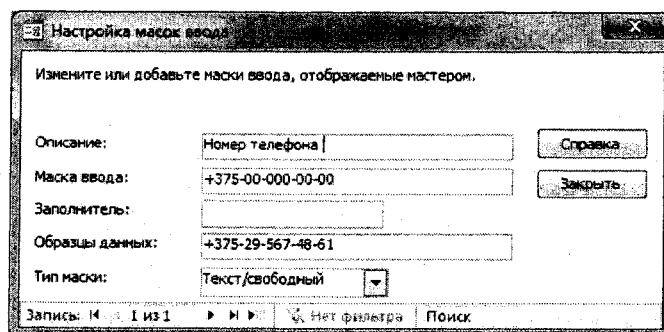 Настройка масок ввода
Измените или добавьте маски ввода, отображаемые мастером.
Описание: Номер телефона
Справка
Маска ввода: +375-00-000-00-00
Закрыть
Заполнитель:
Образцы данных: +375-29-567-48-61
Тип маски: Текст/свободный
Запись: 1 из 1 Нет фильтра Поиск